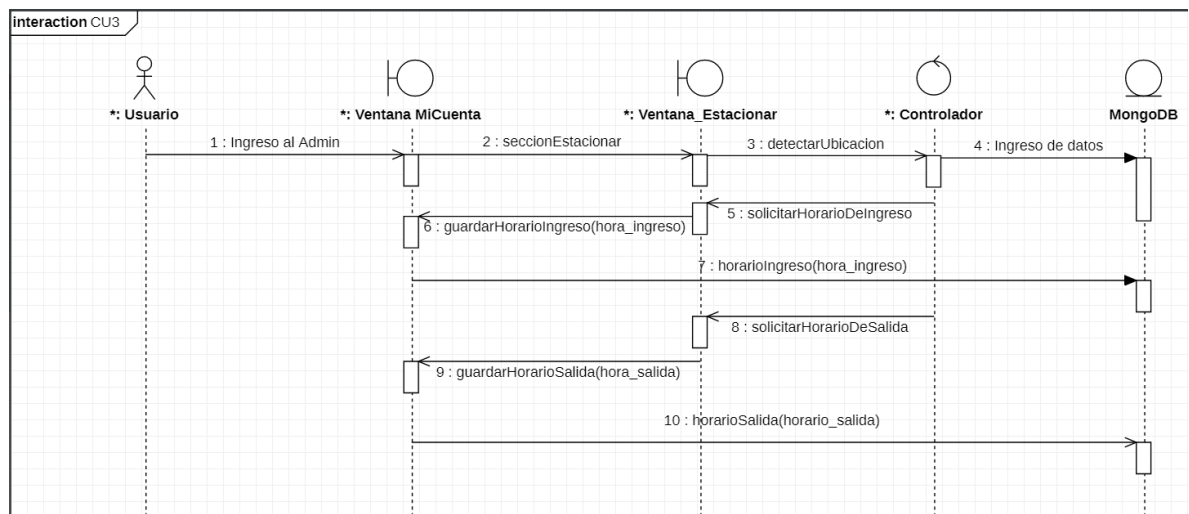 interaction CU3
*: Usuario
*: Ventana MiCuenta
*: Ventana_Estacionar
*: Controlador
MongoDB
1 : Ingreso al Admin
2 : seccionEstacionar
3 : detectarUbicacion
4 : Ingreso de datos
5 : solicitarHorarioDeIngreso
6 : guardarHorarioIngreso(hora_ingreso)
7 : horarioIngreso(hora_ingreso)
8 : solicitarHorarioDeSalida
9 : guardarHorarioSalida(hora_salida)
10 : horarioSalida(horario_salida)